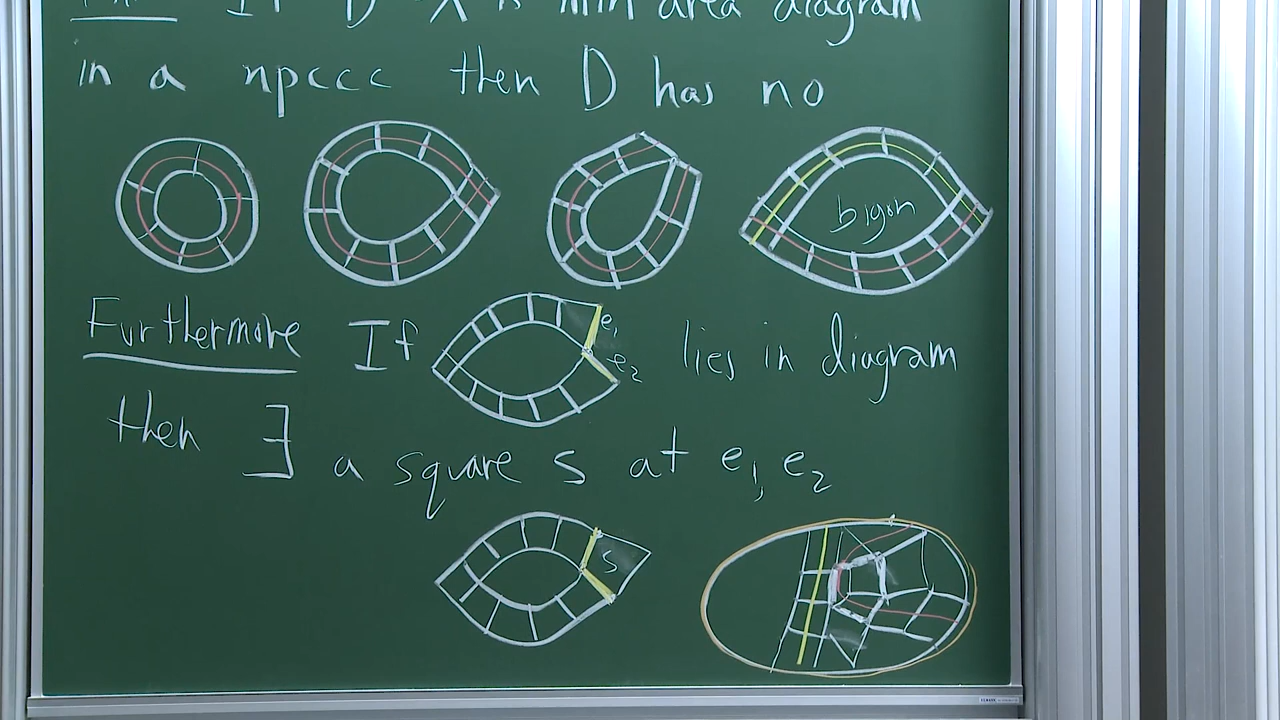 If D → X is min area diagram
in a npccc then D has no
bigon
Furthermore If e₁ e₂ lies in diagram
then ∃ a square s at e₁, e₂
s